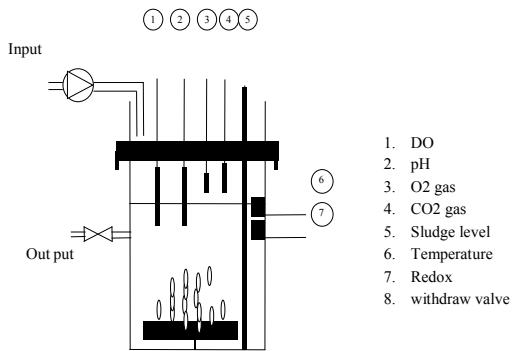 1 2 3 4 5
Input
6
7
Out put
1. DO
2. pH
3. O2 gas
4. CO2 gas
5. Sludge level
6. Temperature
7. Redox
8. withdraw valve